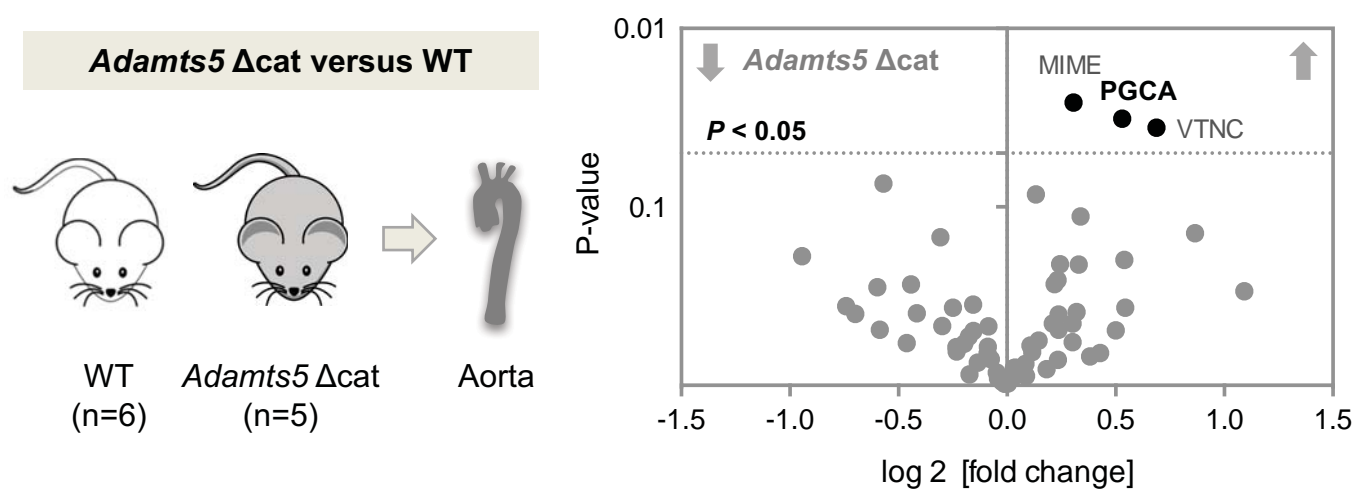 Adamts5 Δcat versus WT
WT
(n=6)
Adamts5 Δcat
(n=5)
Aorta
0.01
Adamts5 Δcat
MIME
PGCA
VTNC
P < 0.05
P-value
0.1
-1.5 -1.0 -0.5 0.0 0.5 1.0 1.5
log 2 [fold change]